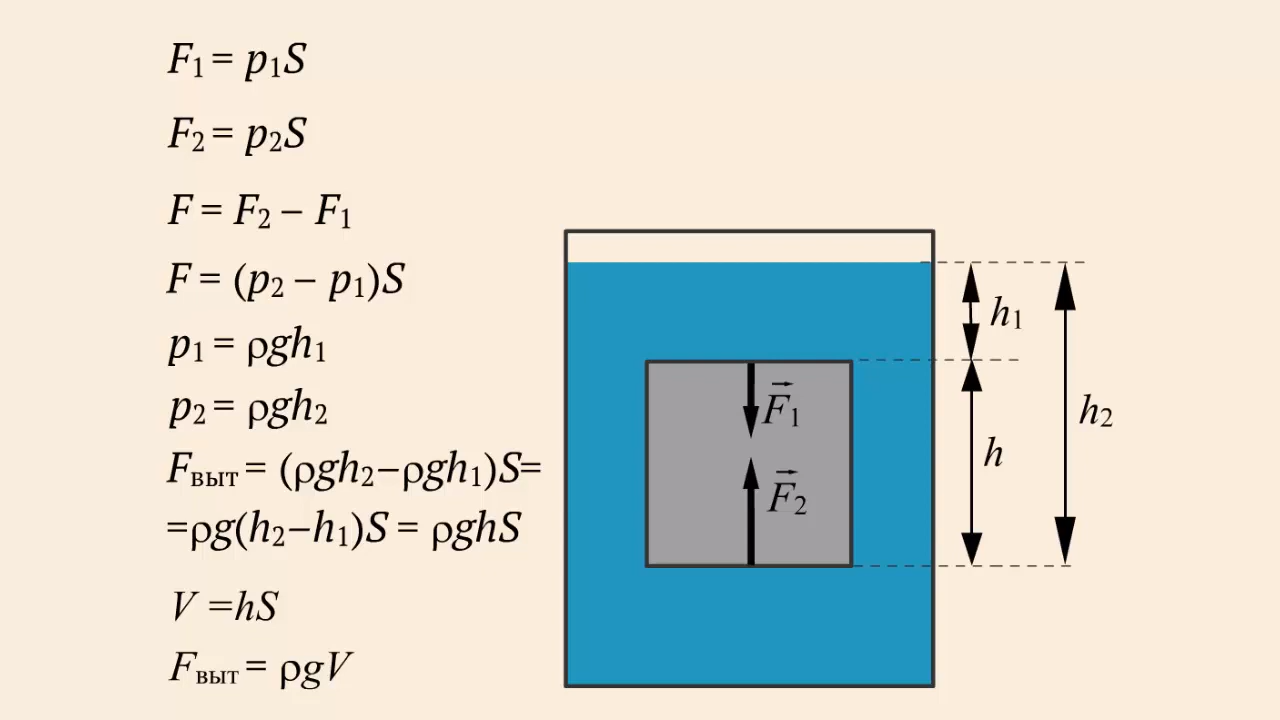 F₁ = p₁S
F₂ = p₂S
F = F₂ – F₁
F = (p₂ – p₁)S
p₁ = ρgh₁
p₂ = ρgh₂
Fвыт = (ρgh₂–ρgh₁)S=
=ρg(h₂–h₁)S = ρghS
V =hS
Fвыт = ρgV
h₁
F⃗₁
h₂
h
F⃗₂